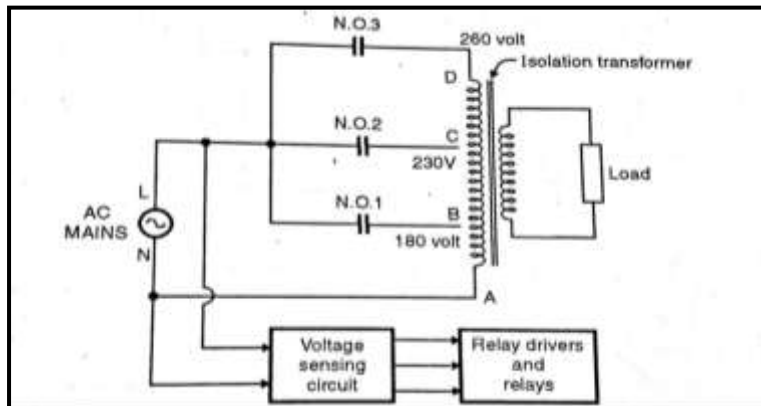 N.O.3
260 volt
Isolation transformer
D
N.O.2
C
230V
L
Load
N.O.1
B
AC
MAINS
180 volt
N
A
Voltage
sensing
circuit
Relay drivers
and
relays